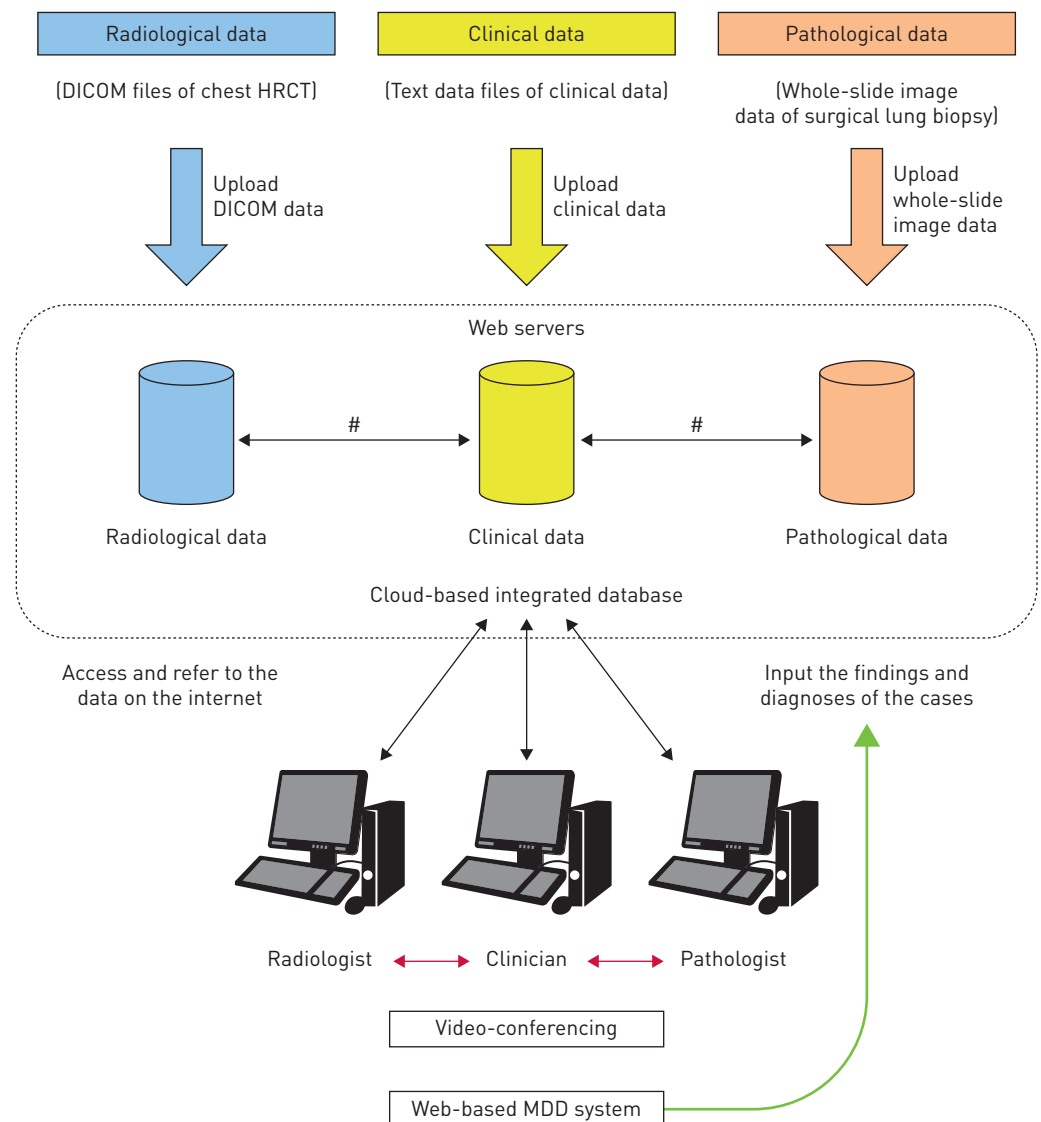 Radiological data
Clinical data
Pathological data
(DICOM files of chest HRCT)
(Text data files of clinical data)
(Whole-slide image
data of surgical lung biopsy)
Upload
DICOM data
Upload
clinical data
Upload
whole-slide
image data
Web servers
#
#
Radiological data
Clinical data
Pathological data
Cloud-based integrated database
Access and refer to the
data on the internet
Input the findings and
diagnoses of the cases
Radiologist
Clinician
Pathologist
Video-conferencing
Web-based MDD system